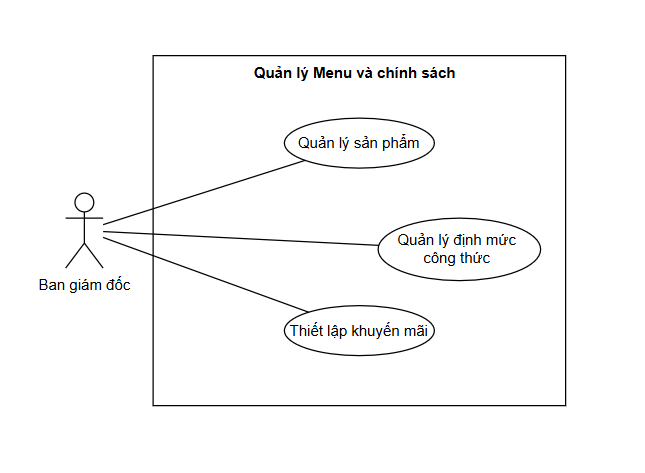 Quản lý Menu và chính sách
Quản lý sản phẩm
Quản lý định mức
công thức
Ban giám đốc
Thiết lập khuyến mãi